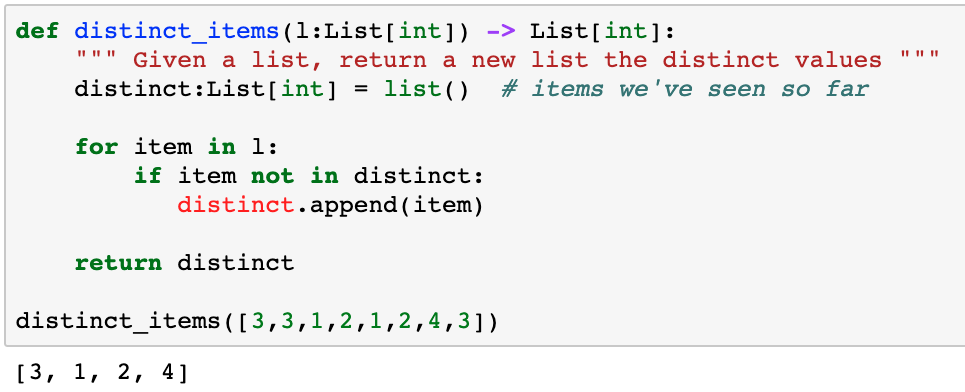 def distinct_items(l:List[int]) -> List[int]:
    """ Given a list, return a new list the distinct values """
    distinct:List[int] = list()  # items we've seen so far

    for item in l:
        if item not in distinct:
           distinct.append(item)

    return distinct

distinct_items([3,3,1,2,1,2,4,3])
[3, 1, 2, 4]